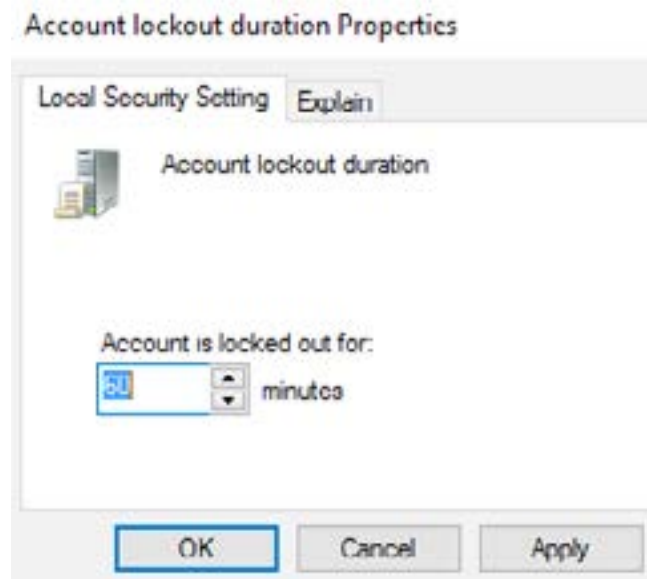 Account lockout duration Properties
Local Security Setting Explain
Account lockout duration
Account is locked out for:
60 minutes
OK Cancel Apply